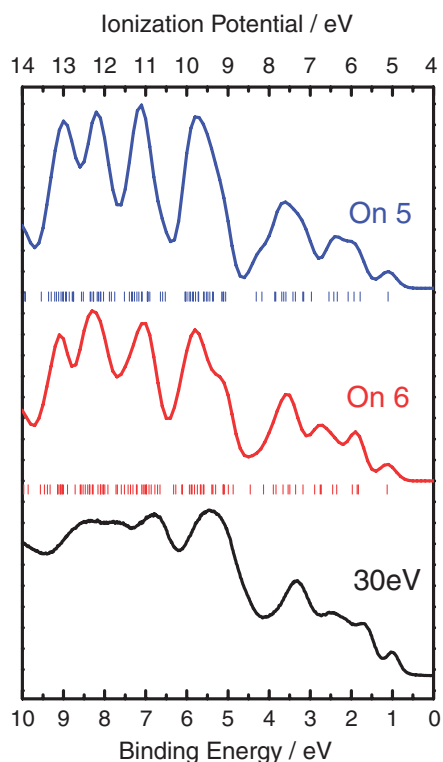 Ionization Potential / eV
14 13 12 11 10 9 8 7 6 5 4
On 5
On 6
30eV
10 9 8 7 6 5 4 3 2 1 0
Binding Energy / eV